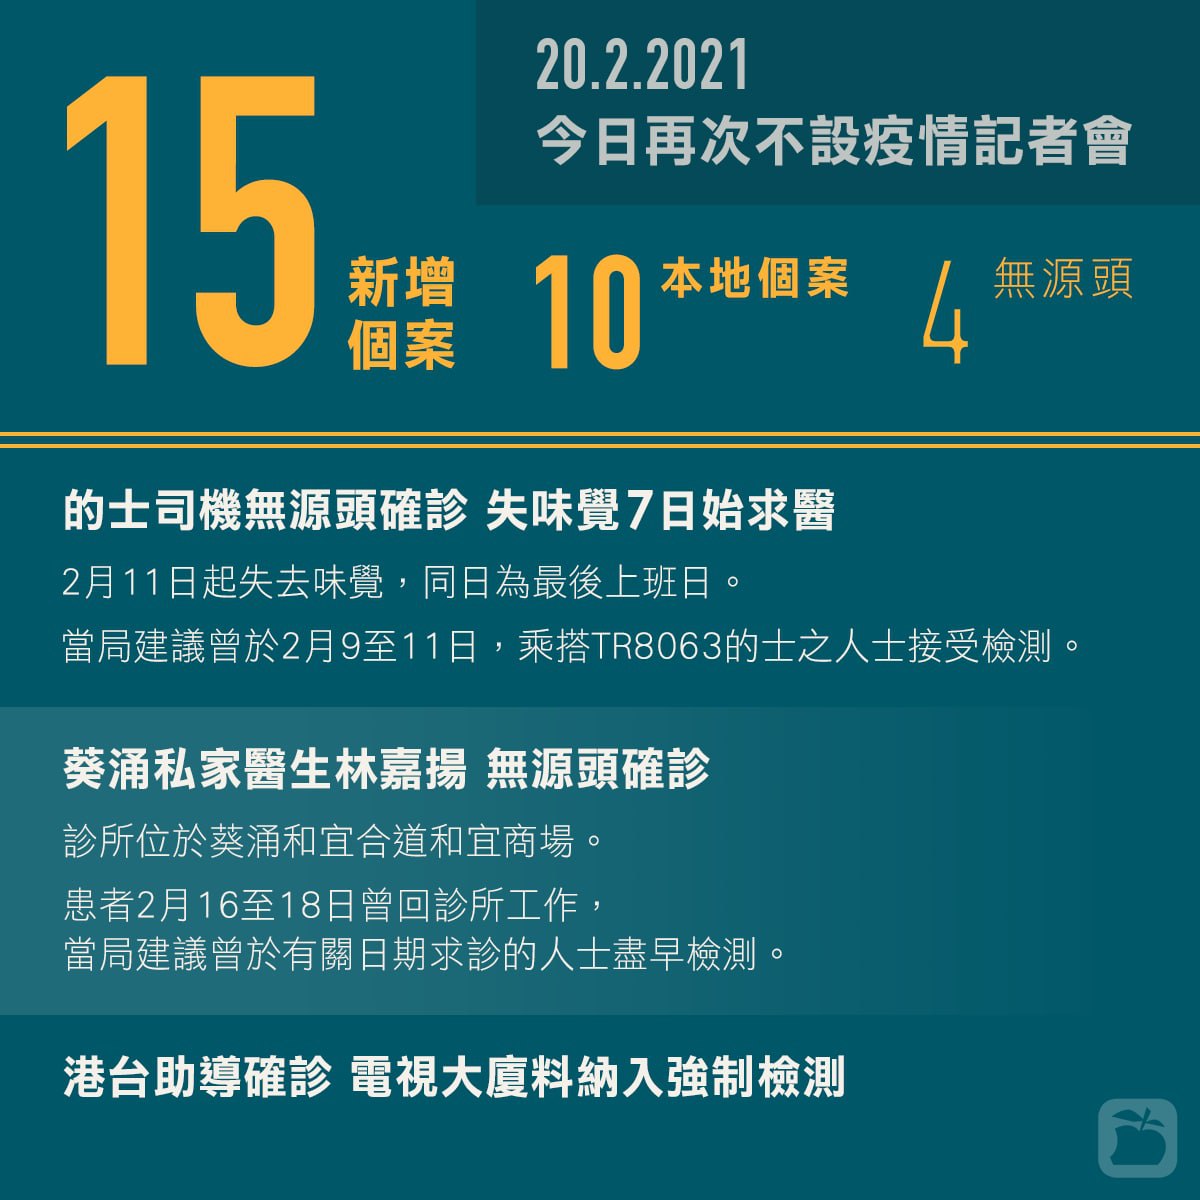 20.2.2021
今日再次不設疫情記者會
15
新增
個案
10 本地個案
4 無源頭
的士司機無源頭確診 失味覺7日始求醫
2月11日起失去味覺，同日為最後上班日。
當局建議曾於2月9至11日，乘搭TR8063的士之人士接受檢測。
葵涌私家醫生林嘉揚 無源頭確診
診所位於葵涌和宜合道和宜商場。
患者2月16至18日曾回診所工作，
當局建議曾於有關日期求診的人士盡早檢測。
港台助導確診 電視大廈料納入強制檢測